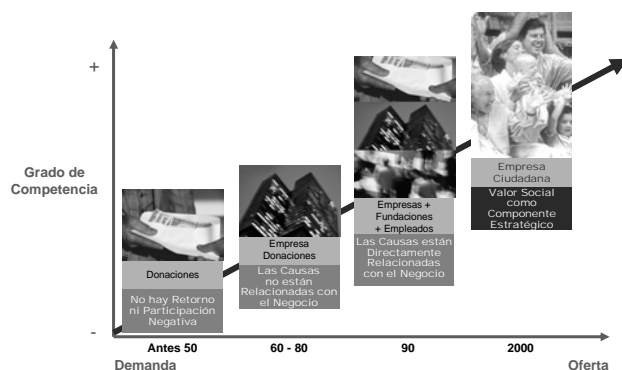 +
Grado de
Competencia
-
Donaciones
No hay Retorno
ni Participación
Negativa
Empresa
Donaciones
Las Causas
no están
Relacionadas con
el Negocio
Empresas +
Fundaciones
+ Empleados
Las Causas están
Directamente
Relacionadas
con el Negocio
Empresa
Ciudadana
Valor Social
como
Componente
Estratégico
Antes 50
60 - 80
90
2000
Demanda
Oferta